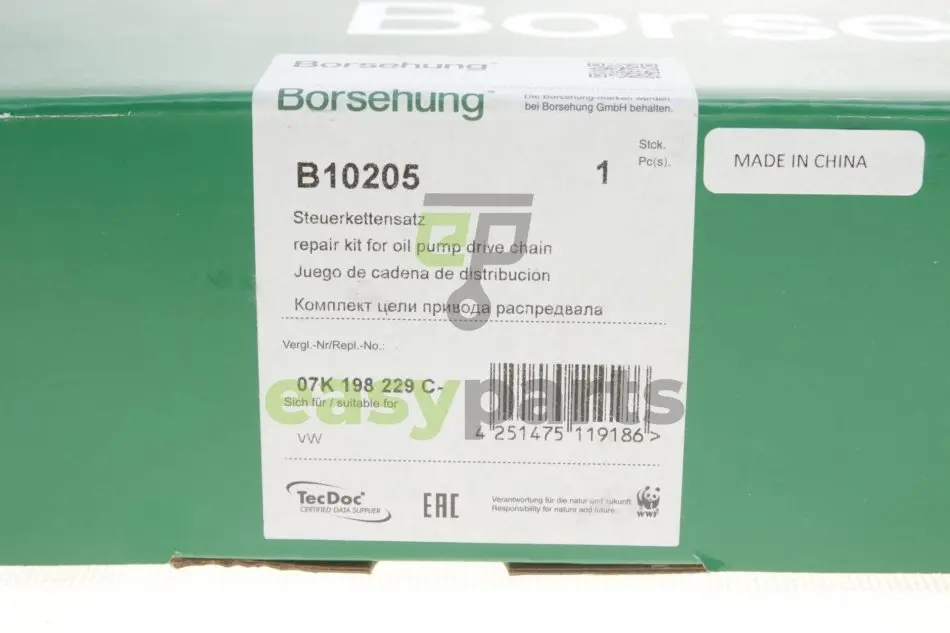 Borsehung
Borsehung
Die Borsehung-Marken werden
bei Borsehung GmbH behalten.
B10205
1
Stck.
Pc(s).
MADE IN CHINA
Steuerkettensatz
repair kit for oil pump drive chain
Juego de cadena de distribución
Комплект цели привода распредвала
Vergl.-Nr/Repl.-No.:
07K 198 229 C-
Sich für / suitable for
VW
4 251475 119186 >
easyparts
ep
TecDoc
CERTIFIED DATA SUPPLIER
EAC
Verantwortung für die natur und zukunft
Responsibility for nature and future.
WWF